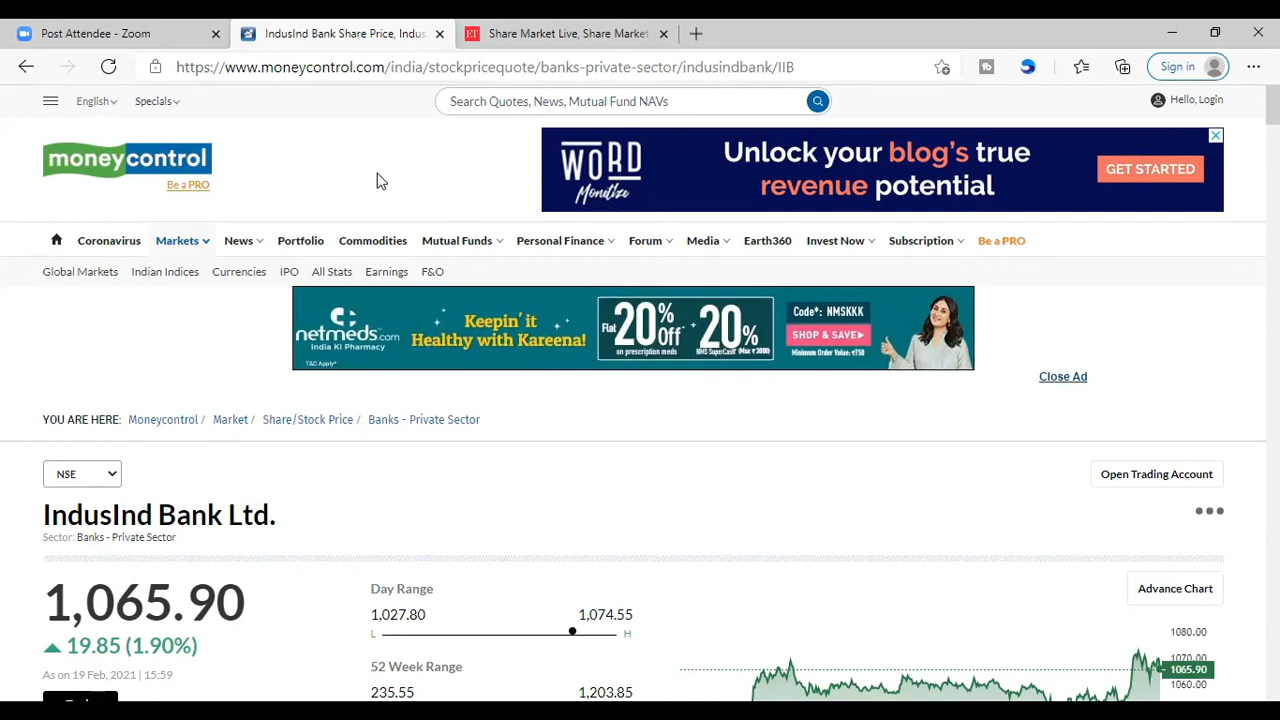 Post Attendee - Zoom
IndusInd Bank Share Price, Indus
ET Share Market Live, Share Market
https://www.moneycontrol.com/india/stockpricequote/banks-private-sector/indusindbank/IIB
Sign in
English
Specials
Search Quotes, News, Mutual Fund NAVs
Hello, Login
moneycontrol
Be a PRO
WORD
Monetize
Unlock your blog's true
revenue potential
GET STARTED
Coronavirus Markets News Portfolio Commodities Mutual Funds Personal Finance Forum Media Earth360 Invest Now Subscription Be a PRO
Global Markets Indian Indices Currencies IPO All Stats Earnings F&O
netmeds.com
India Ki Pharmacy
T&C Apply*
Keepin' it
Healthy with Kareena!
Flat 20% Off
on prescription meds
+ 20%
NMS SuperCash
Code*: NMSKKK
SHOP & SAVE
Minimum Order Value: ₹750
Close Ad
YOU ARE HERE: Moneycontrol / Market / Share/Stock Price / Banks - Private Sector
NSE
Open Trading Account
IndusInd Bank Ltd.
Sector: Banks - Private Sector
1,065.90
19.85 (1.90%)
As on 19 Feb, 2021 | 15:59
Day Range
1,027.80 1,074.55
L H
52 Week Range
235.55 1,203.85
Advance Chart
1080.00
1070.00
1065.90
1060.00